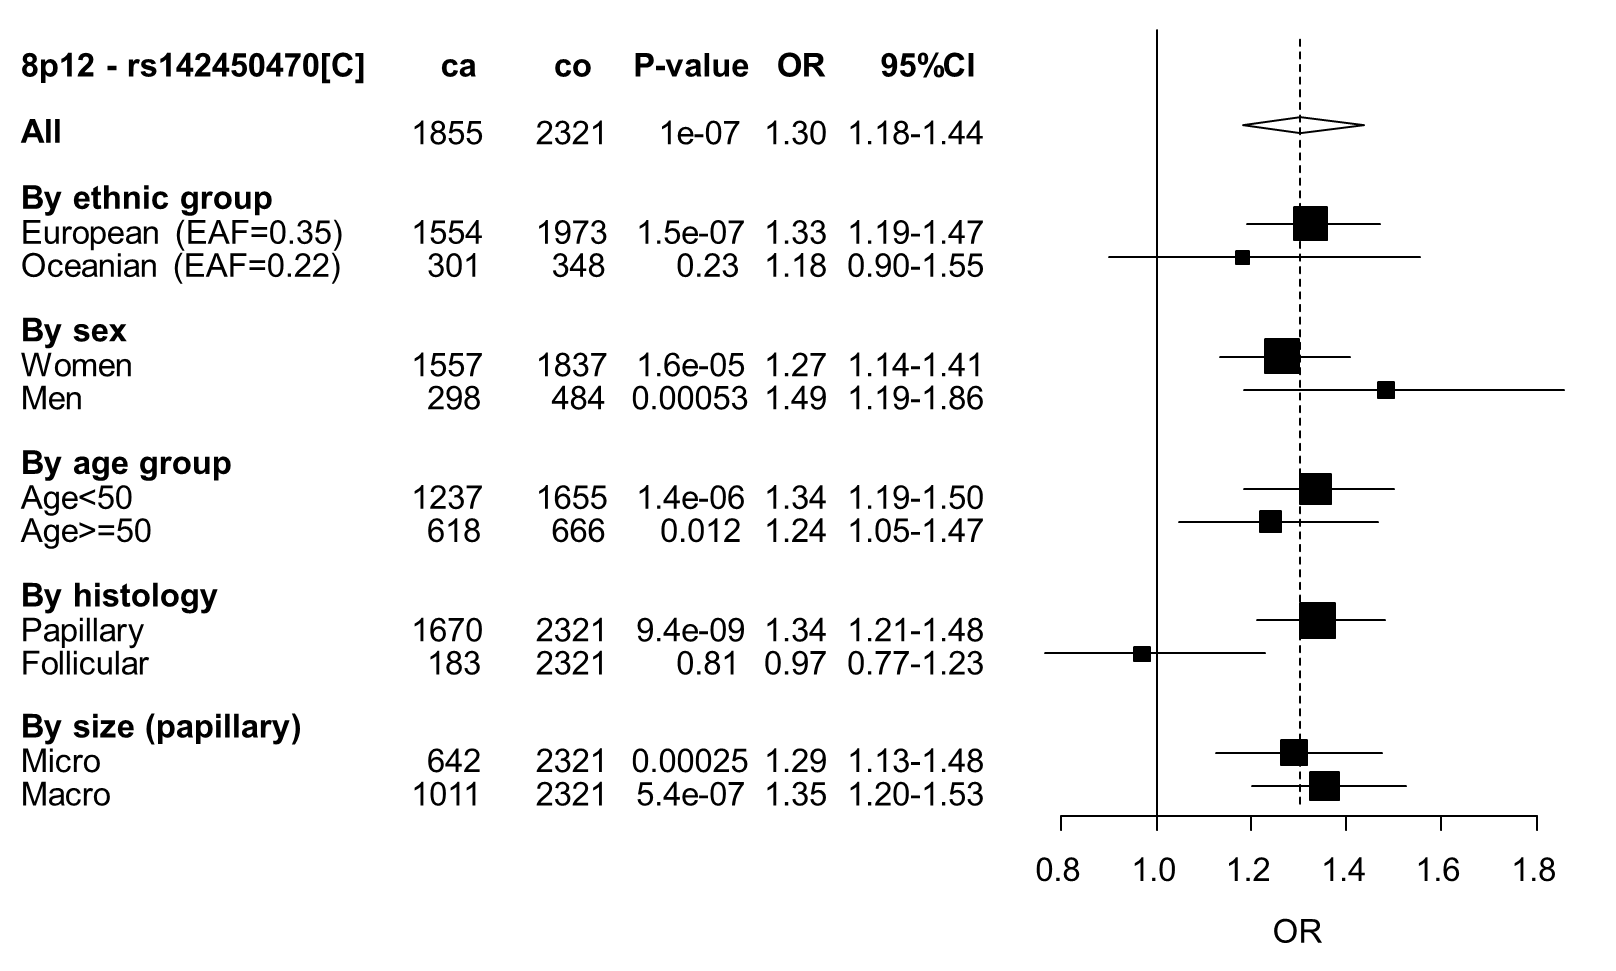 8p12 - rs142450470[C] ca co P-value OR 95%CI
All 1855 2321 1e-07 1.30 1.18-1.44
By ethnic group
European (EAF=0.35) 1554 1973 1.5e-07 1.33 1.19-1.47
Oceanian (EAF=0.22) 301 348 0.23 1.18 0.90-1.55
By sex
Women 1557 1837 1.6e-05 1.27 1.14-1.41
Men 298 484 0.00053 1.49 1.19-1.86
By age group
Age<50 1237 1655 1.4e-06 1.34 1.19-1.50
Age>=50 618 666 0.012 1.24 1.05-1.47
By histology
Papillary 1670 2321 9.4e-09 1.34 1.21-1.48
Follicular 183 2321 0.81 0.97 0.77-1.23
By size (papillary)
Micro 642 2321 0.00025 1.29 1.13-1.48
Macro 1011 2321 5.4e-07 1.35 1.20-1.53
0.8 1.0 1.2 1.4 1.6 1.8
OR